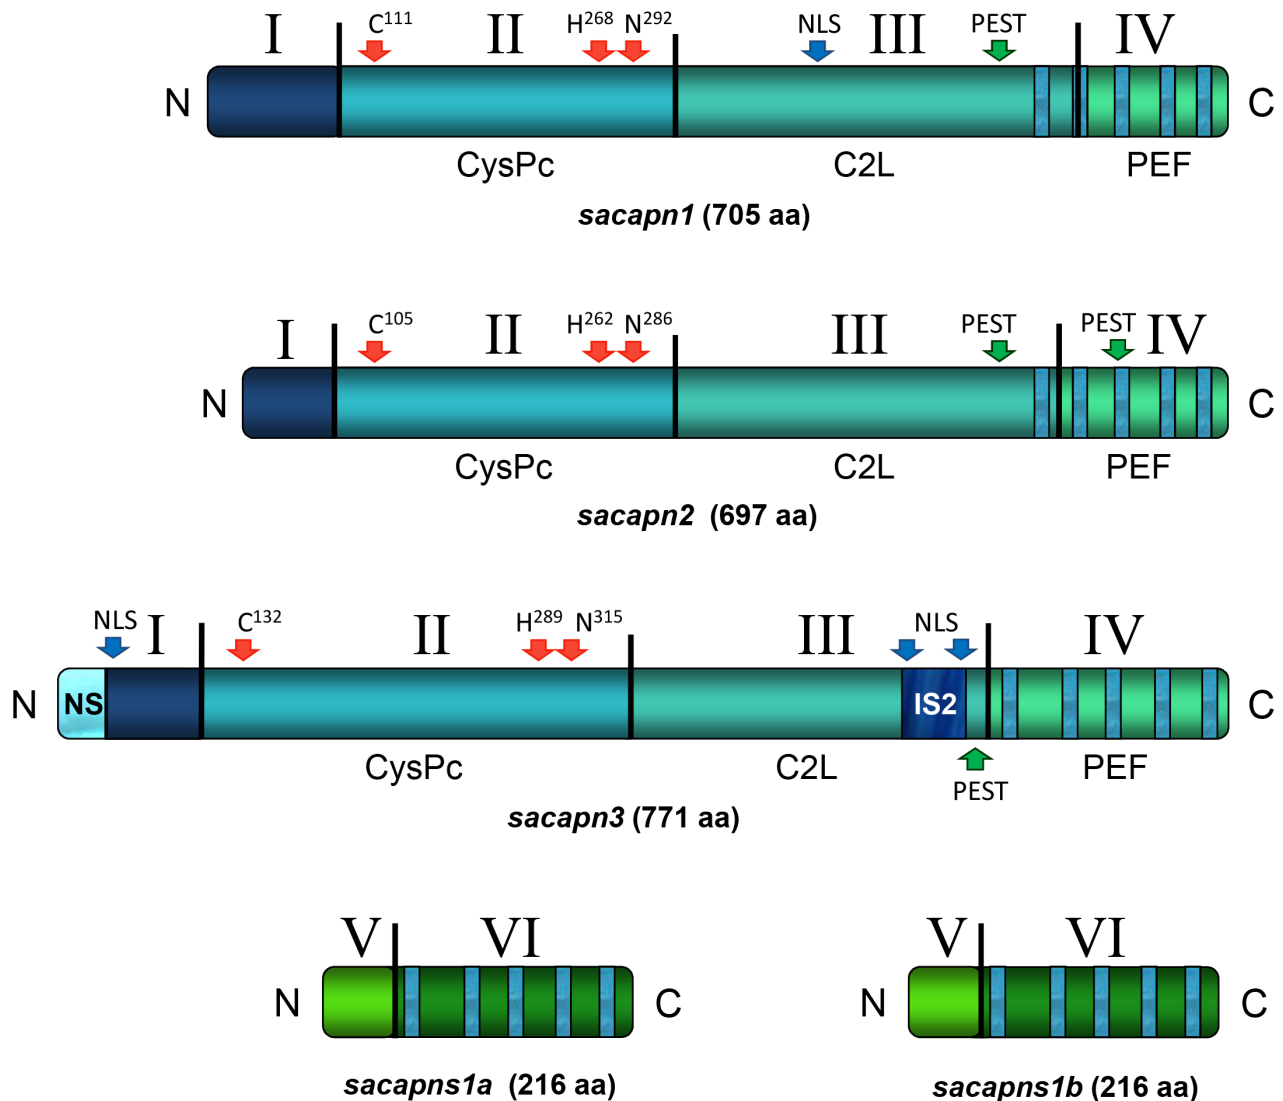 I C¹¹¹ II H²⁶⁸ N²⁹² NLS III PEST IV
N C
CysPc C2L PEF
sacapn1 (705 aa)
I C¹⁰⁵ II H²⁶² N²⁸⁶ III PEST PEST IV
N C
CysPc C2L PEF
sacapn2 (697 aa)
NLS I C¹³² II H²⁸⁹ N³¹⁵ III NLS IV
N NS IS2 C
CysPc C2L PEF
PEST
sacapn3 (771 aa)
V VI V VI
N C N C
sacapns1a (216 aa) sacapns1b (216 aa)